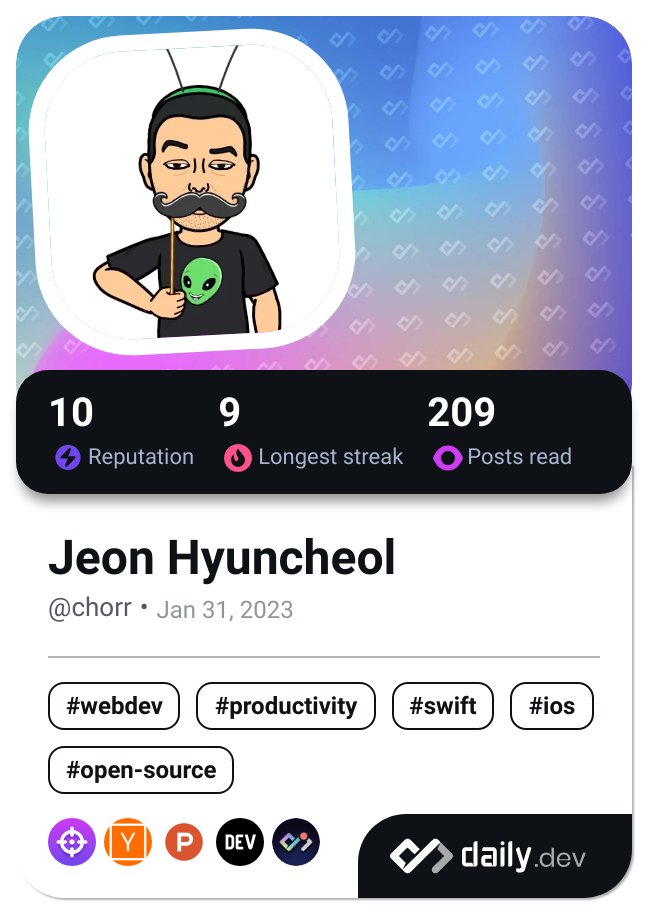 10 9 209
Reputation Longest streak Posts read
Jeon Hyuncheol
@chorr • Jan 31, 2023
#webdev #productivity #swift #ios
#open-source
Y P DEV
daily.dev